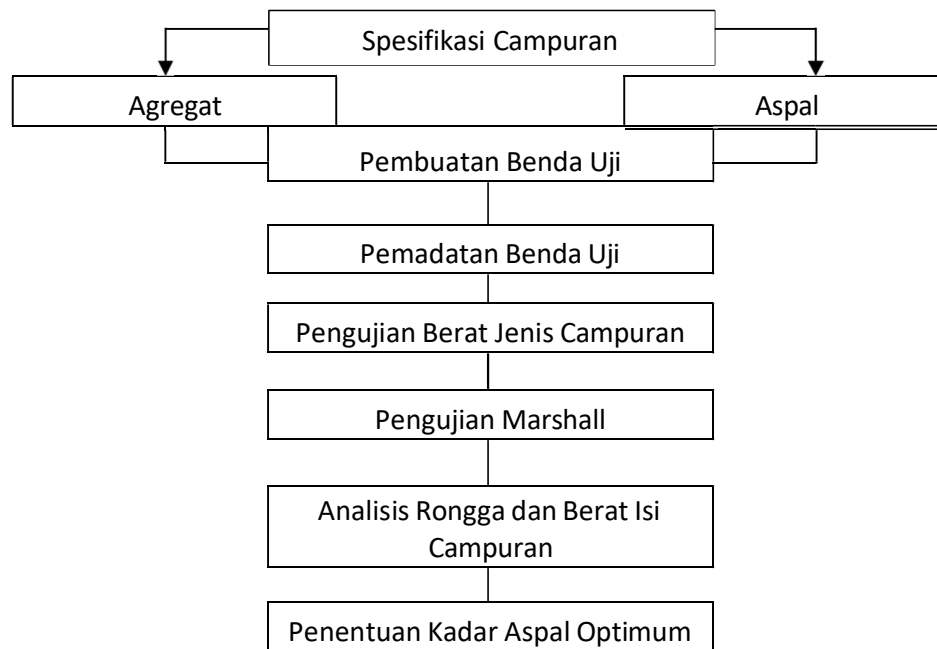 Spesifikasi Campuran
Agregat
Aspal
Pembuatan Benda Uji
Pemadatan Benda Uji
Pengujian Berat Jenis Campuran
Pengujian Marshall
Analisis Rongga dan Berat Isi
Campuran
Penentuan Kadar Aspal Optimum